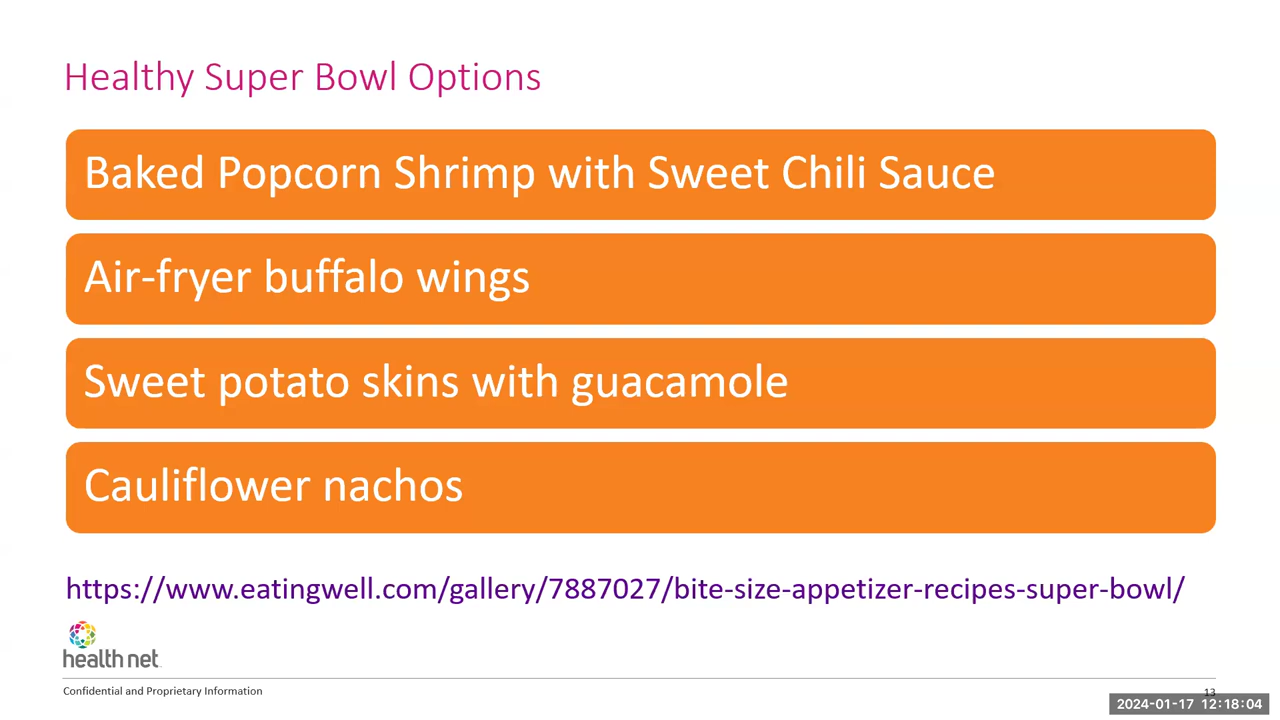 Healthy Super Bowl Options
Baked Popcorn Shrimp with Sweet Chili Sauce
Air-fryer buffalo wings
Sweet potato skins with guacamole
Cauliflower nachos
https://www.eatingwell.com/gallery/7887027/bite-size-appetizer-recipes-super-bowl/
health net
Confidential and Proprietary Information
13
2024-01-17 12:18:04